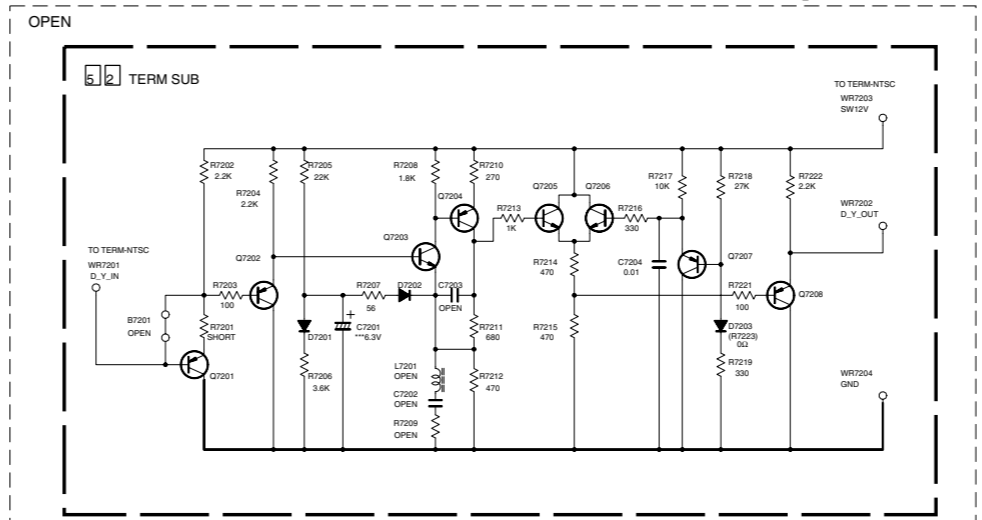 OPEN
5 2 TERM SUB
TO TERM-NTSC
WR7203
SW12V
R7202
2.2K
R7204
2.2K
R7205
22K
R7208
1.8K
R7210
270
Q7204
Q7205
Q7206
R7217
10K
R7218
27K
R7222
2.2K
R7213
1K
R7216
330
WR7202
D_Y_OUT
Q7203
TO TERM-NTSC
WR7201
D_Y_IN
Q7202
R7214
470
C7204
0.01
Q7207
R7203
100
R7207
56
D7202
C7203
OPEN
R7221
100
Q7208
B7201
OPEN
R7201
SHORT
D7201
C7201
***6.3V
R7211
680
R7215
470
D7203
(R7223)
0Ω
Q7201
R7206
3.6K
L7201
OPEN
C7202
OPEN
R7212
470
R7219
330
WR7204
GND
R7209
OPEN
+